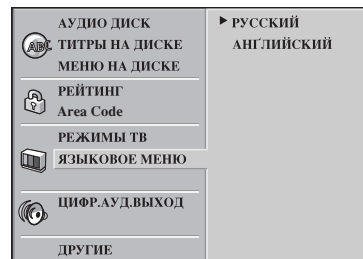 АУДИО ДИСК
ABC
ТИТРЫ НА ДИСКЕ
МЕНЮ НА ДИСКЕ
РЕЙТИНГ
Area Code
РЕЖИМЫ ТВ
ЯЗЫКОВОЕ МЕНЮ
ЦИФР.АУД.ВЫХОД
ДРУГИЕ
РУССКИЙ
АНГЛИЙСКИЙ